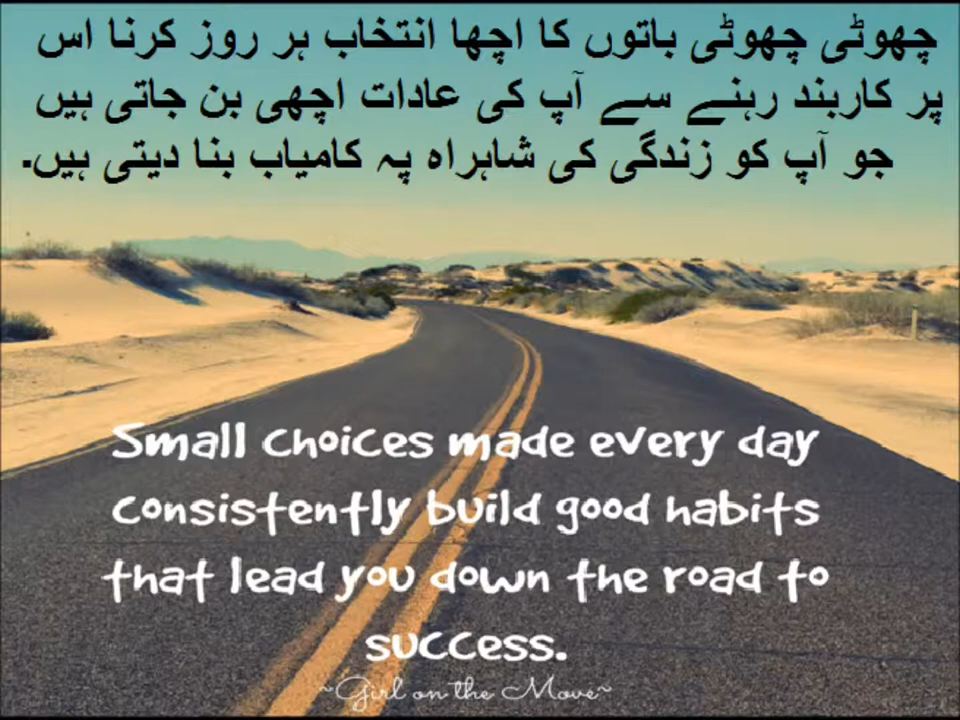 چھوٹی چھوٹی باتوں کا اچھا انتخاب ہر روز کرنا اس
پر کاربند رہنے سے آپ کی عادات اچھی بن جاتی ہیں
جو آپ کو زندگی کی شاہراہ پہ کامیاب بنا دیتی ہیں۔
Small choices made every day
consistently build good habits
that lead you down the road to
success.
~Girl on the Move~